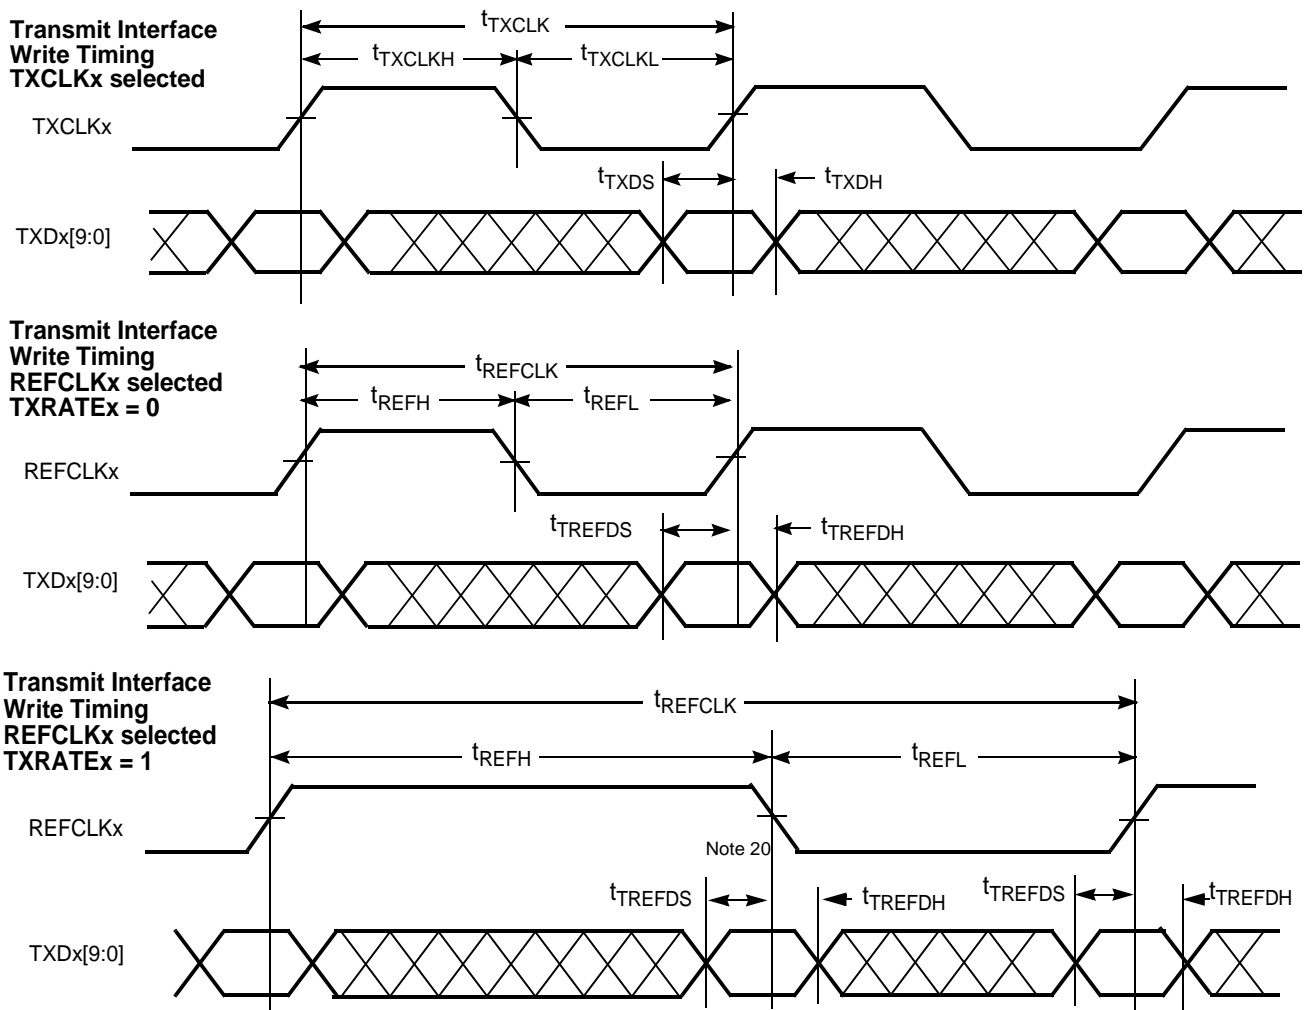 Transmit Interface
Write Timing
TXCLKx selected
tTXCLK
tTXCLKH
tTXCLKL
TXCLKx
tTXDS
tTXDH
TXDx[9:0]
Transmit Interface
Write Timing
REFCLKx selected
TXRATEx = 0
tREFCLK
tREFH
tREFL
REFCLKx
tTREFDS
tTREFDH
TXDx[9:0]
Transmit Interface
Write Timing
REFCLKx selected
TXRATEx = 1
tREFCLK
tREFH
tREFL
REFCLKx
Note 20
tTREFDS
tTREFDH
tTREFDS
tTREFDH
TXDx[9:0]